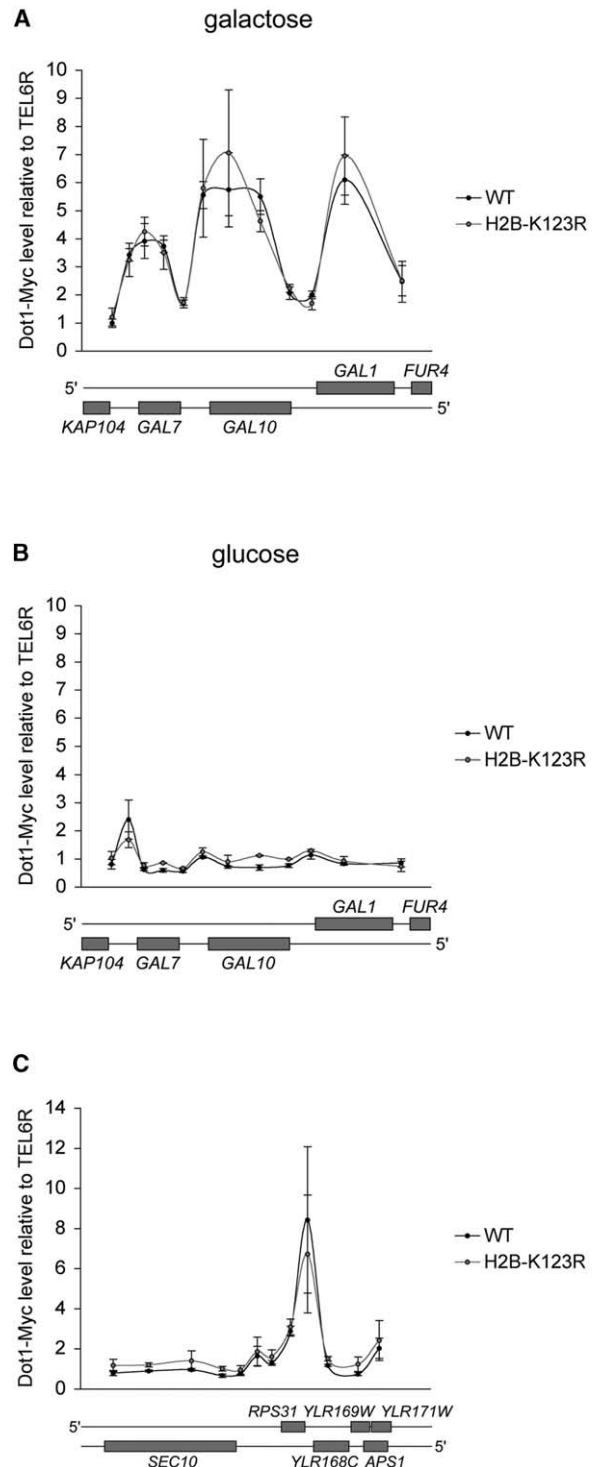 A
galactose
Dot1-Myc level relative to TEL6R
10
9
8
7
6
5
4
3
2
1
0
WT
H2B-K123R
GAL1 FUR4
5'
5'
KAP104 GAL7 GAL10
B
glucose
Dot1-Myc level relative to TEL6R
10
9
8
7
6
5
4
3
2
1
0
WT
H2B-K123R
GAL1 FUR4
5'
5'
KAP104 GAL7 GAL10
C
Dot1-Myc level relative to TEL6R
14
12
10
8
6
4
2
0
WT
H2B-K123R
RPS31 YLR169W YLR171W
5'
5'
SEC10 YLR168C APS1